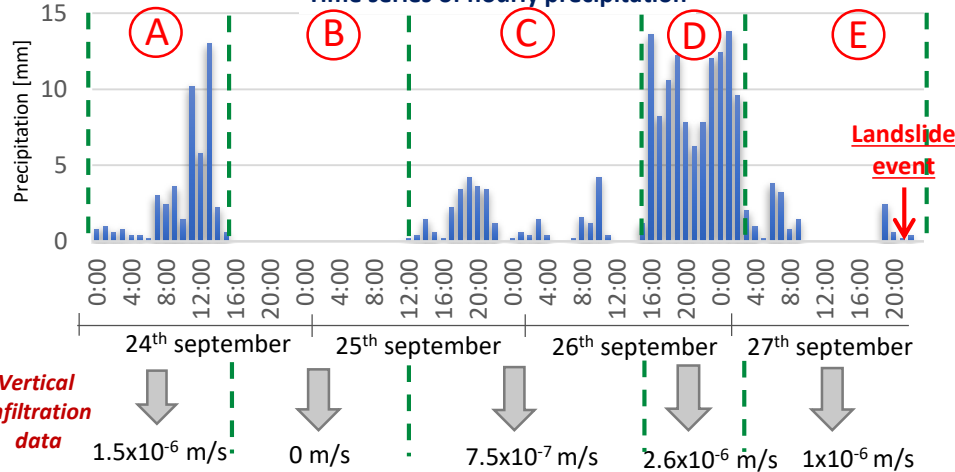 Time series of hourly precipitation
A B C D E
Precipitation [mm]
15
10
5
0
Landslide
event
0:00 4:00 8:00 12:00 16:00 20:00 0:00 4:00 8:00 12:00 16:00 20:00 0:00 4:00 8:00 12:00 16:00 20:00 0:00 4:00 8:00 12:00 16:00 20:00
24th september 25th september 26th september 27th september
Vertical
nfiltration
data
1.5x10-6 m/s 0 m/s 7.5x10-7 m/s 2.6x10-6 m/s 1x10-6 m/s